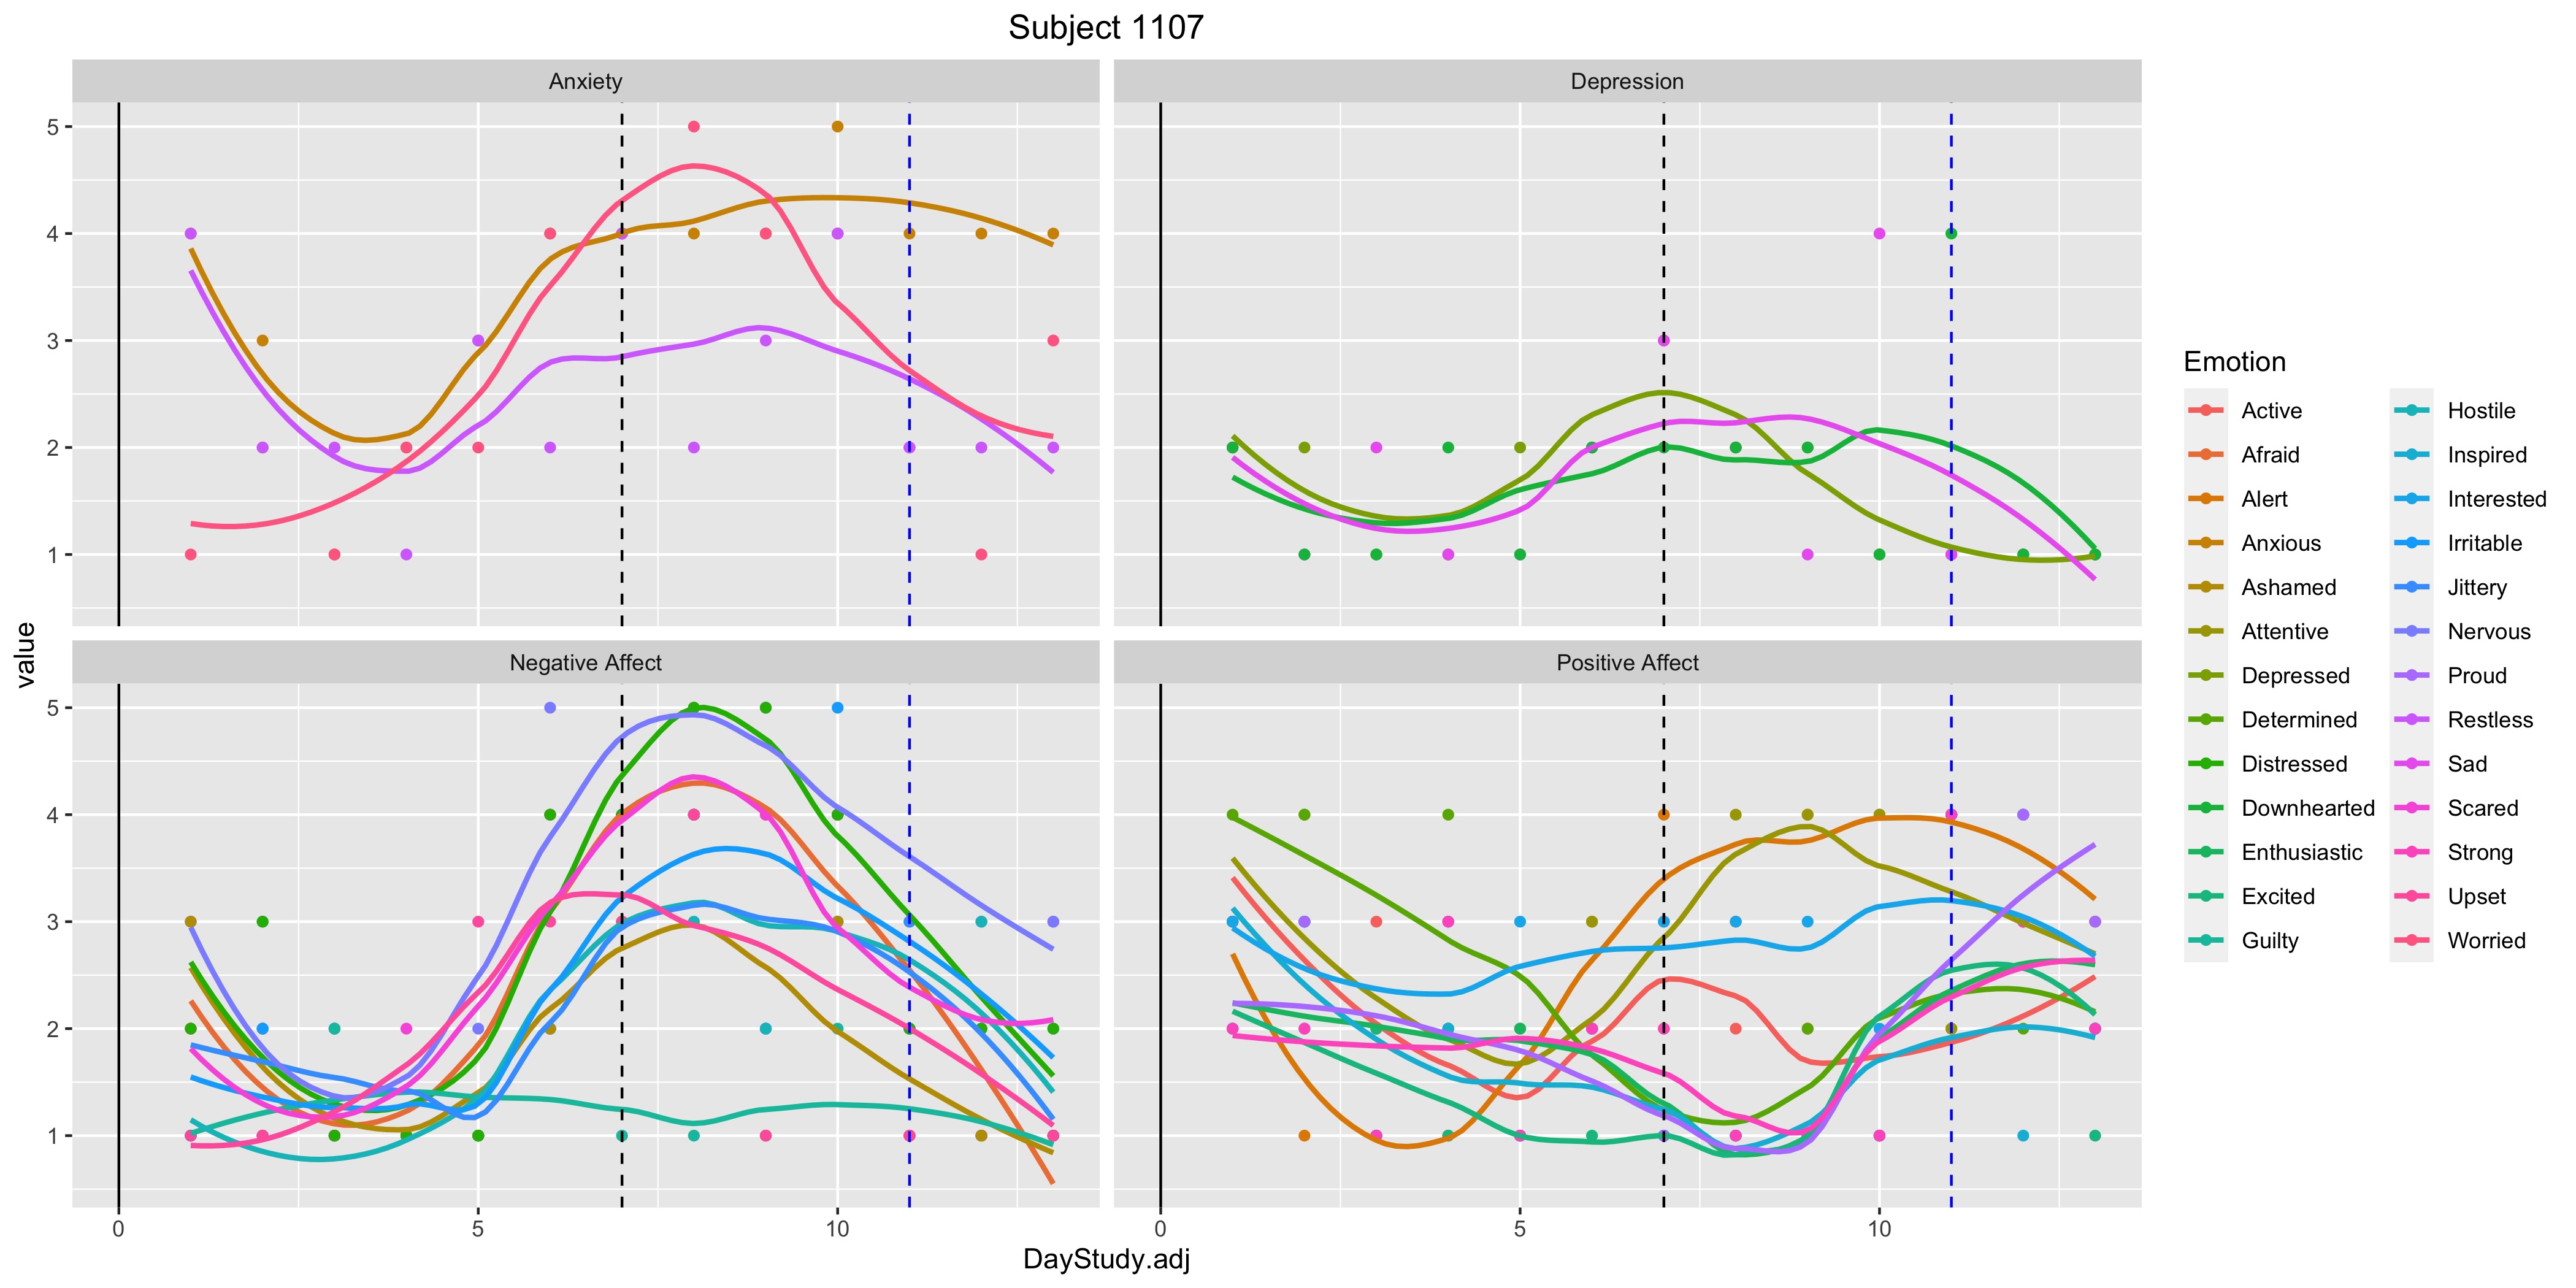 Subject 1107
Anxiety
Depression
5
4
3
2
1
value
Negative Affect
Positive Affect
5
4
3
2
1
0
5
10
0
5
10
DayStudy.adj
Emotion
Active
Afraid
Alert
Anxious
Ashamed
Attentive
Depressed
Determined
Distressed
Downhearted
Enthusiastic
Excited
Guilty
Hostile
Inspired
Interested
Irritable
Jittery
Nervous
Proud
Restless
Sad
Scared
Strong
Upset
Worried